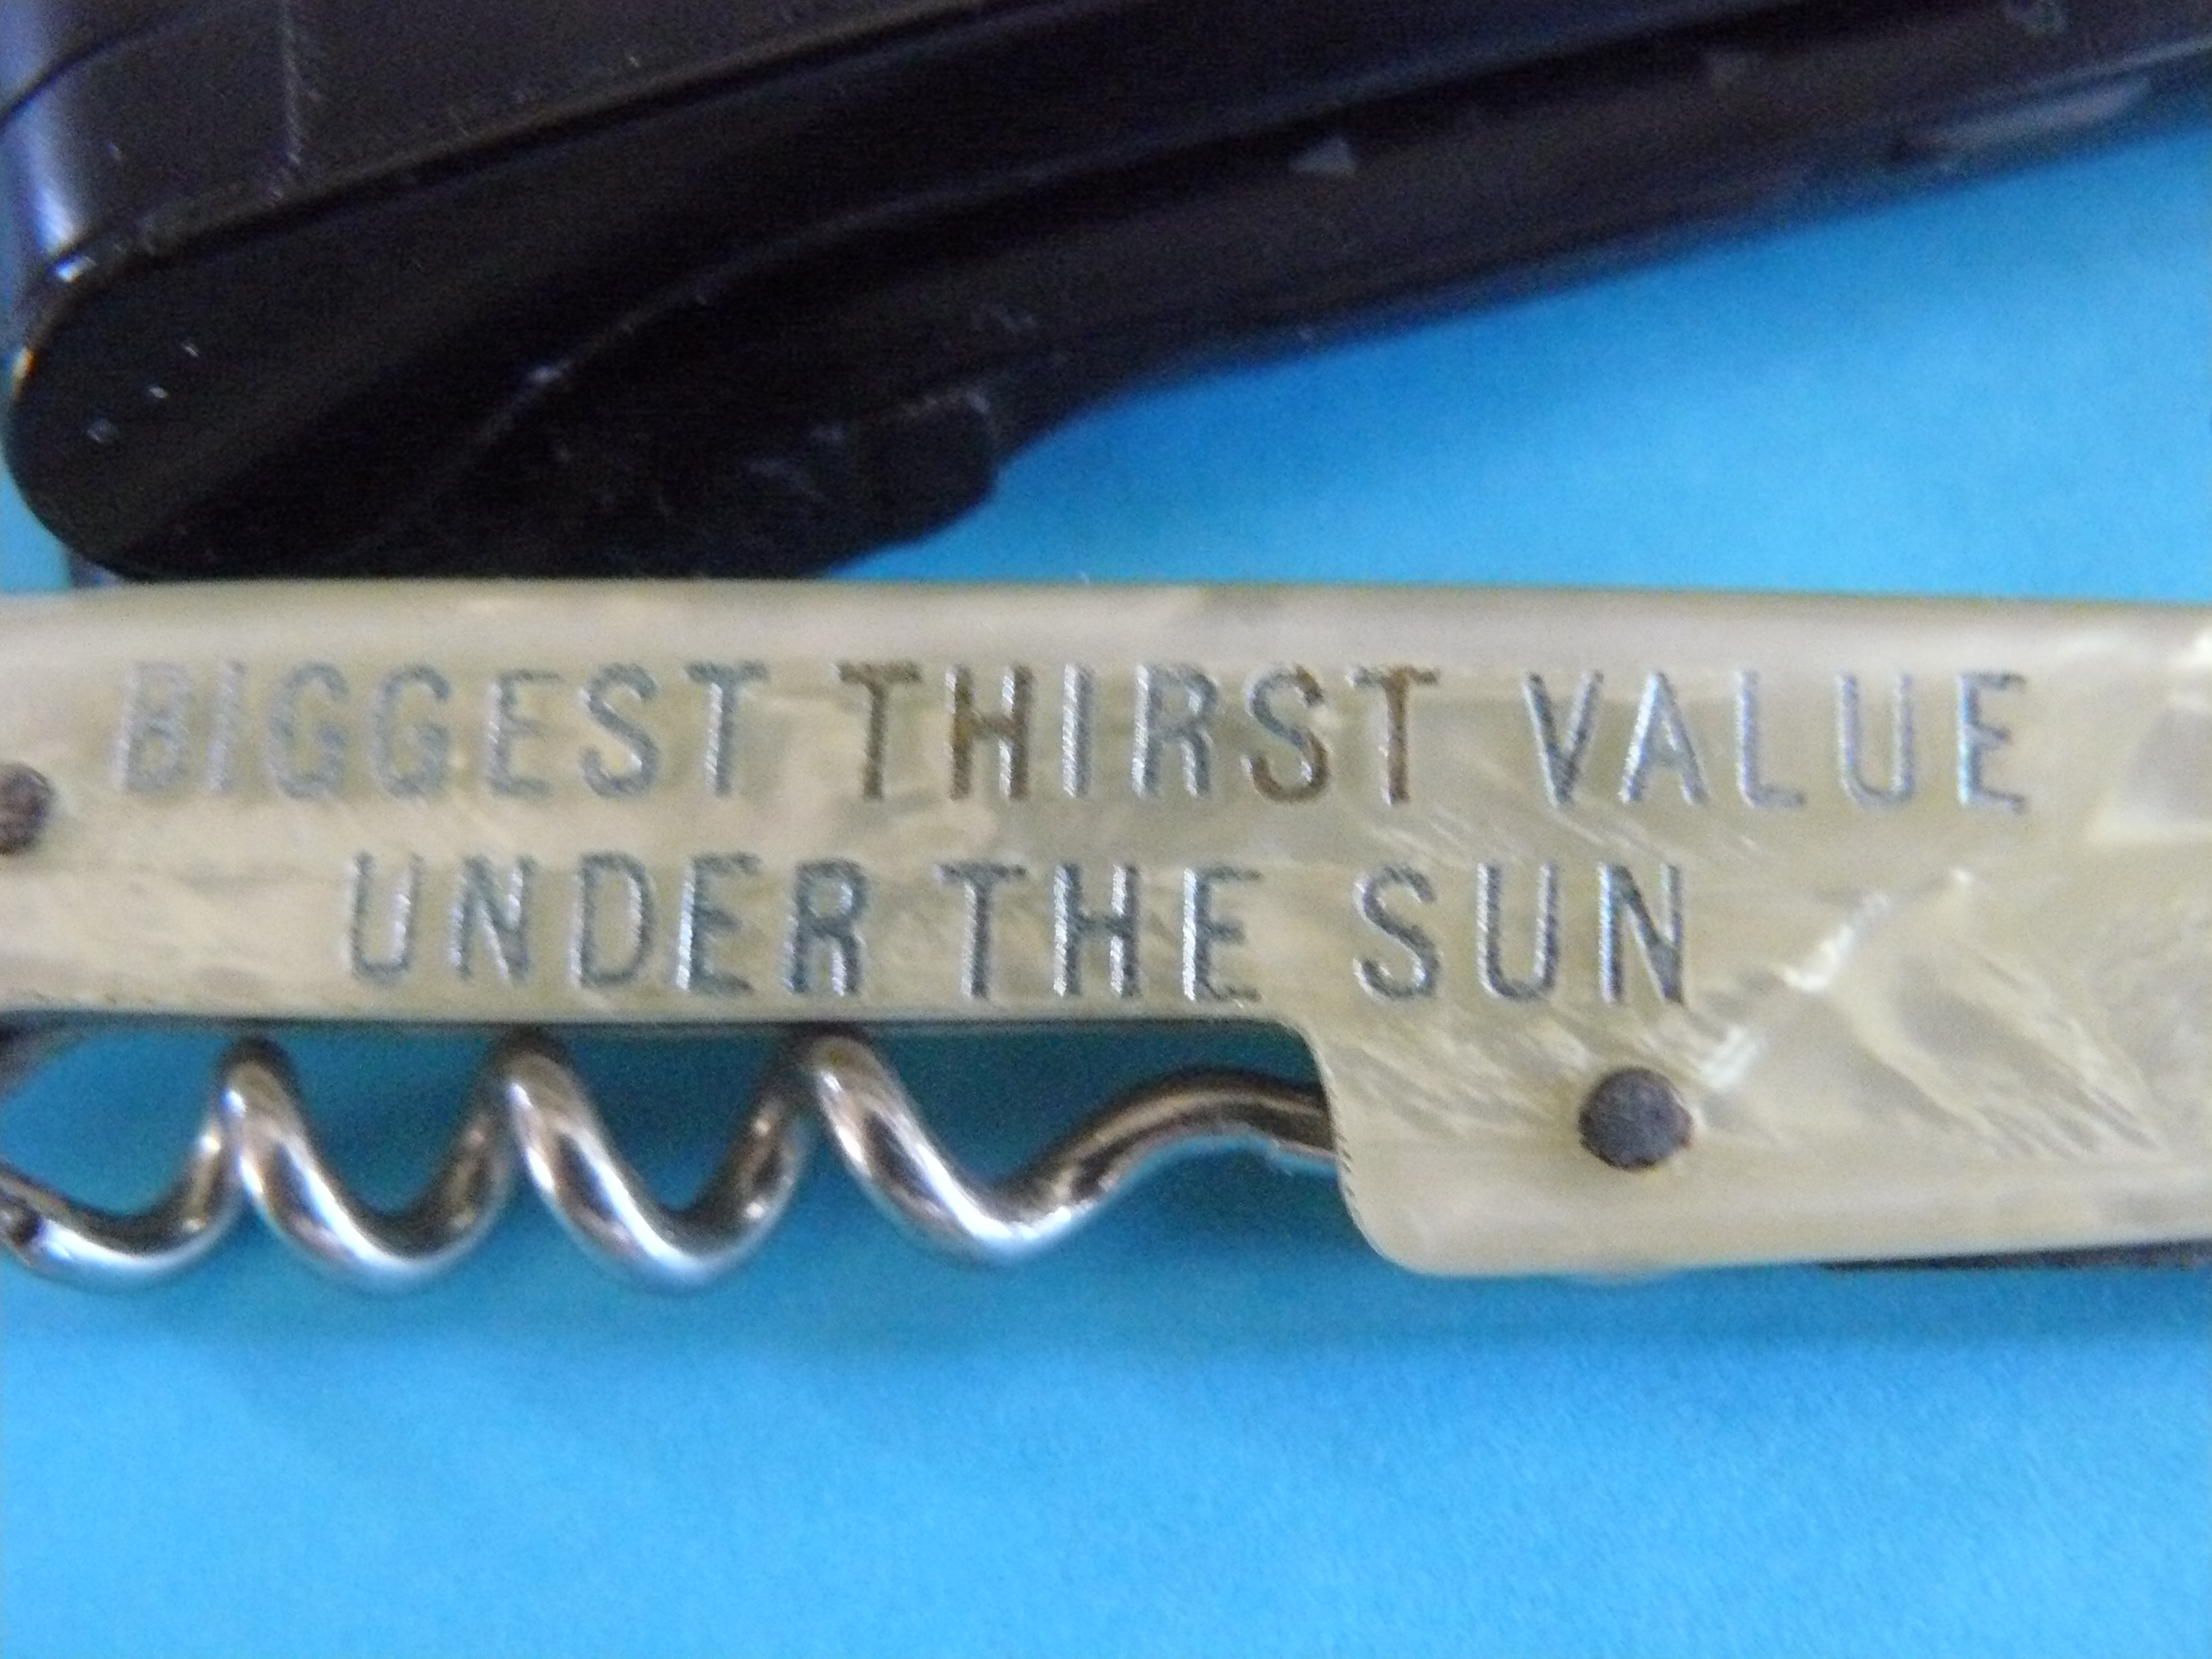 BIGGEST THIRST VALUE
UNDER THE SUN